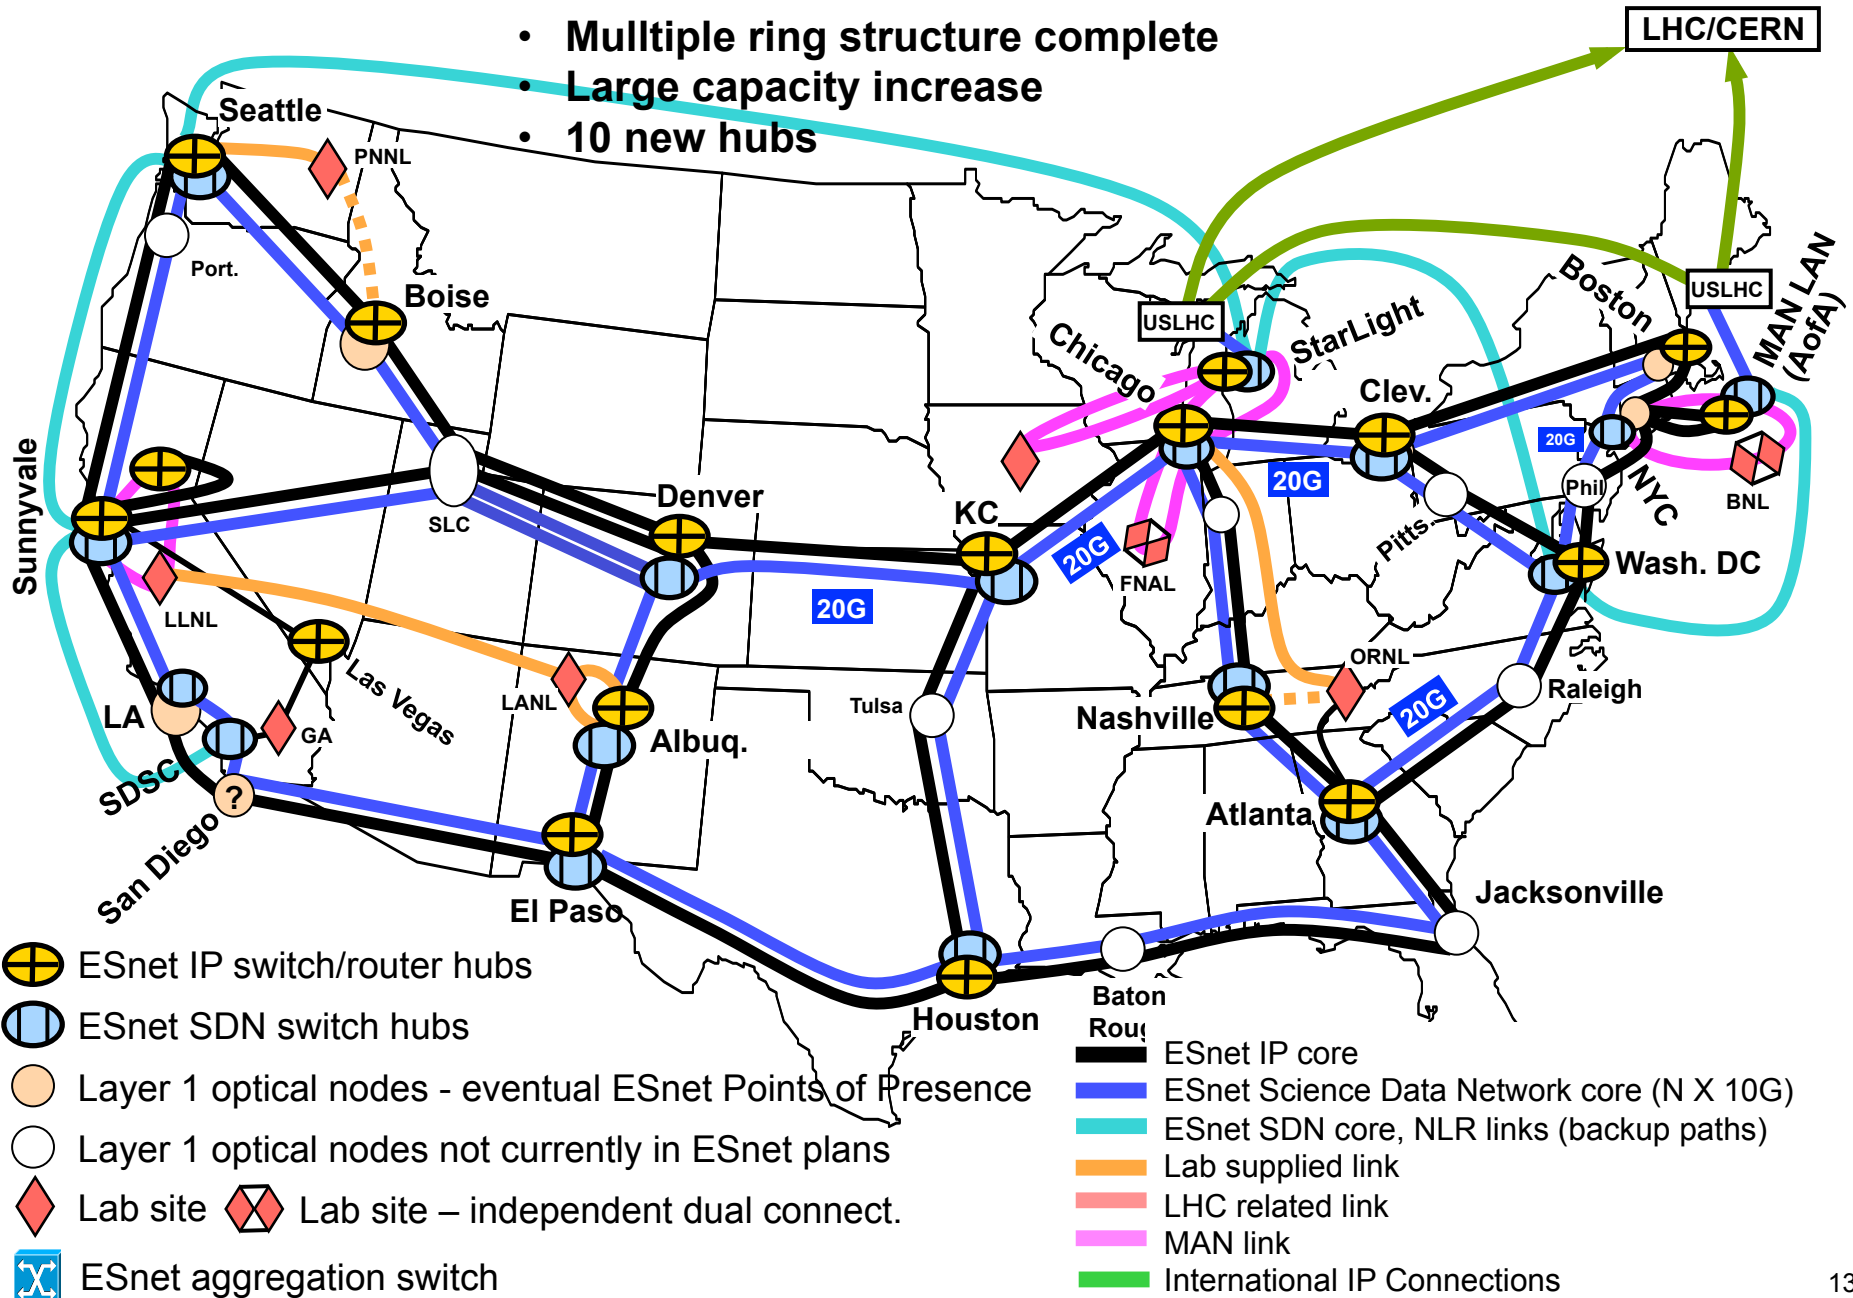 • Mulltiple ring structure complete
• Large capacity increase
• 10 new hubs
LHC/CERN
Seattle
PNNL
Port.
Boise
Boston
USLHC
MAN LAN
(AofA)
USLHC
StarLight
Chicago
Clev.
20G
20G
Phil
NYC
BNL
Sunnyvale
SLC
Denver
KC
20G
Pitts.
FNAL
Wash. DC
LLNL
20G
ORNL
Las Vegas
LANL
Raleigh
LA
GA
Tulsa
Nashville
20G
Albuq.
SDSC
?
San Diego
Atlanta
El Paso
Jacksonville
Houston
Baton
Roug
ESnet IP switch/router hubs
ESnet SDN switch hubs
Layer 1 optical nodes - eventual ESnet Points of Presence
Layer 1 optical nodes not currently in ESnet plans
Lab site
Lab site – independent dual connect.
ESnet aggregation switch
ESnet IP core
ESnet Science Data Network core (N X 10G)
ESnet SDN core, NLR links (backup paths)
Lab supplied link
LHC related link
MAN link
International IP Connections
13